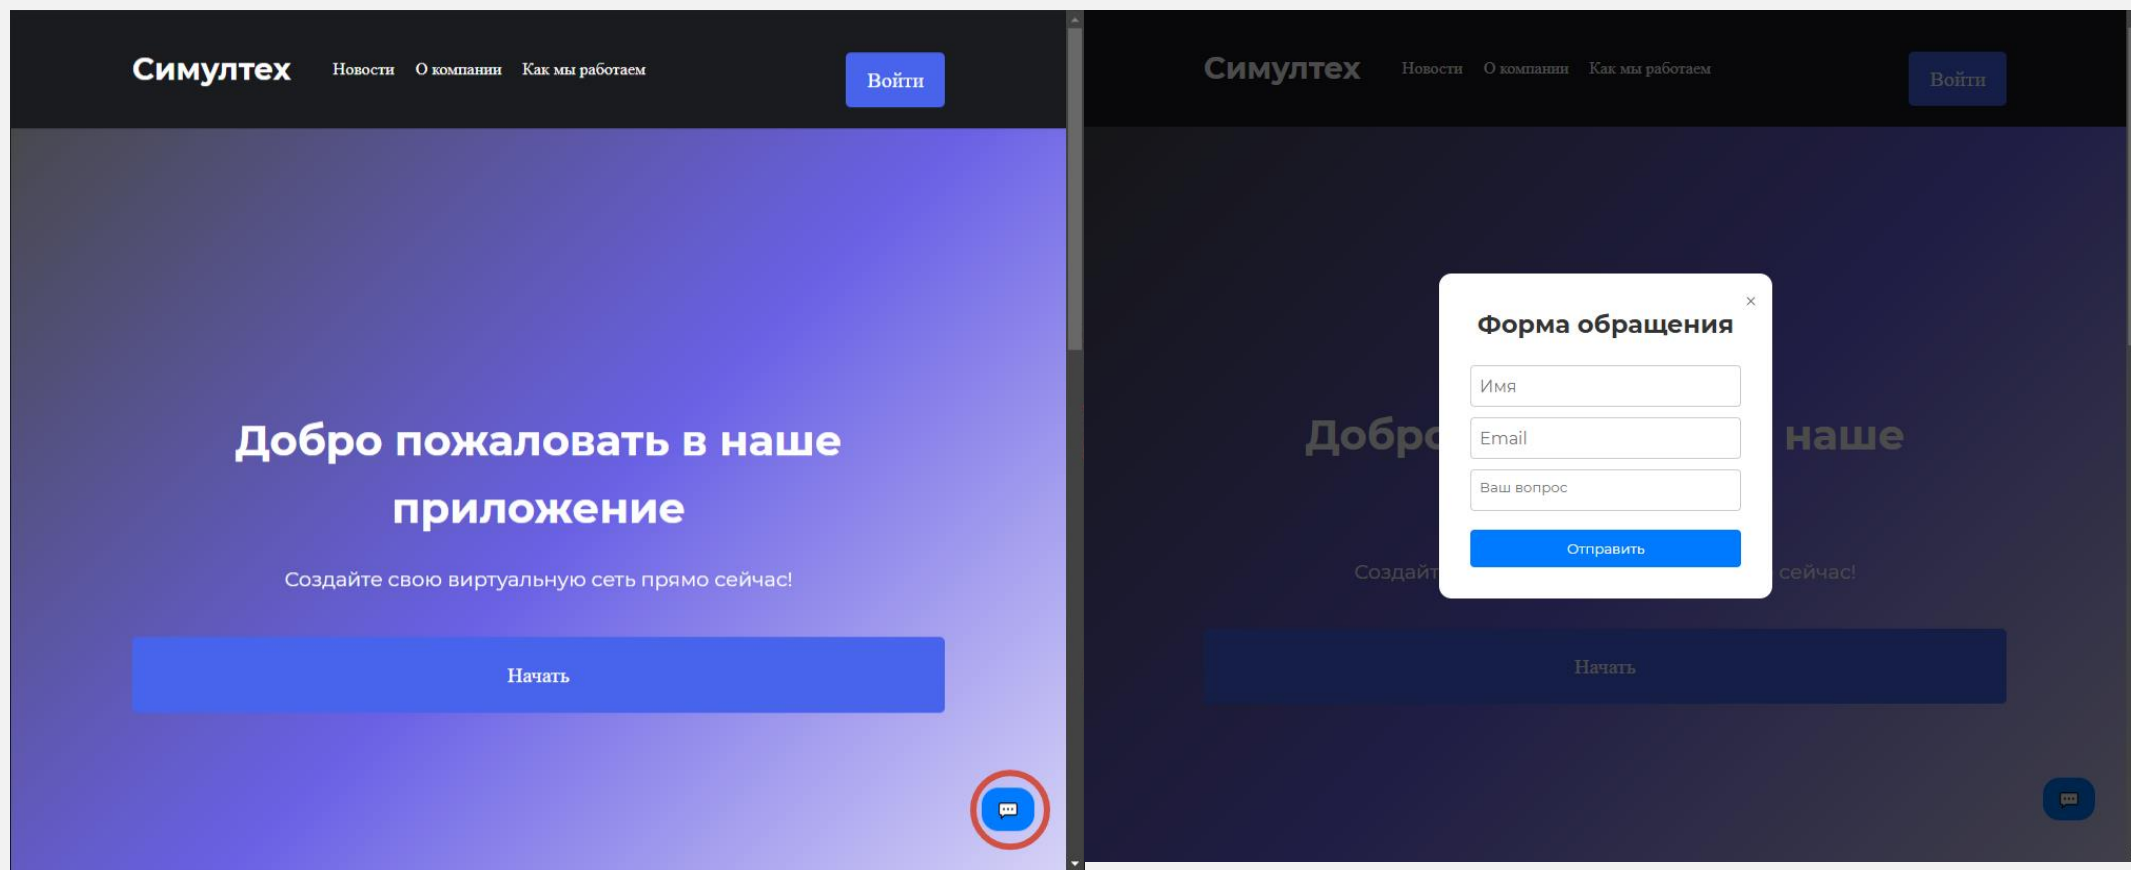 Симултех
Новости О компании Как мы работаем
Войти
Добро пожаловать в наше
приложение
Создайте свою виртуальную сеть прямо сейчас!
Начать
Симултех
Новости О компании Как мы работаем
Войти
×
Форма обращения
Имя
Добро
наше
Email
Ваш вопрос
Отправить
Создайт
сейчас!
Начать